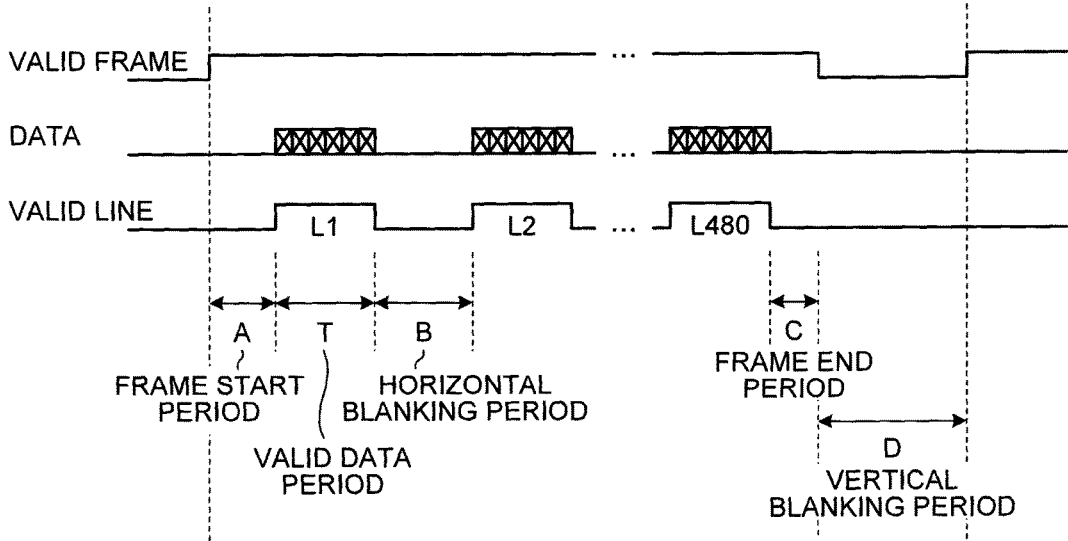 VALID FRAME
...
DATA
...
VALID LINE
L1
L2
...
L480
A
T
B
C
FRAME START
PERIOD
HORIZONTAL
BLANKING PERIOD
FRAME END
PERIOD
VALID DATA
PERIOD
D
VERTICAL
BLANKING PERIOD